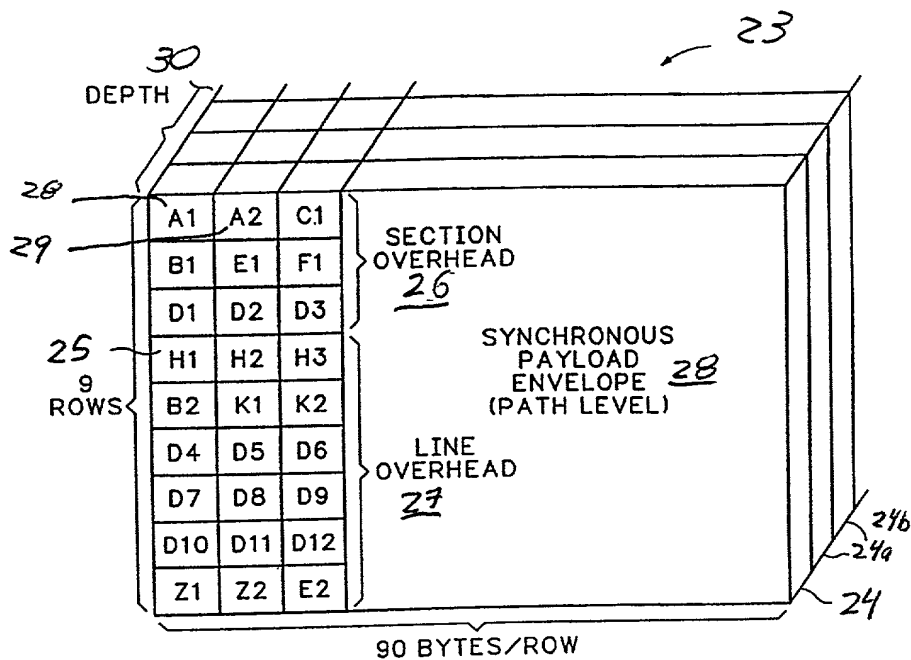 23
30
DEPTH
28
29
A1 A2 C1
B1 E1 F1
D1 D2 D3
SECTION
OVERHEAD
26
25
9
ROWS
H1 H2 H3
B2 K1 K2
D4 D5 D6
D7 D8 D9
D10 D11 D12
Z1 Z2 E2
LINE
OVERHEAD
27
SYNCHRONOUS
PAYLOAD
ENVELOPE 28
(PATH LEVEL)
24b
24a
24
90 BYTES/ROW